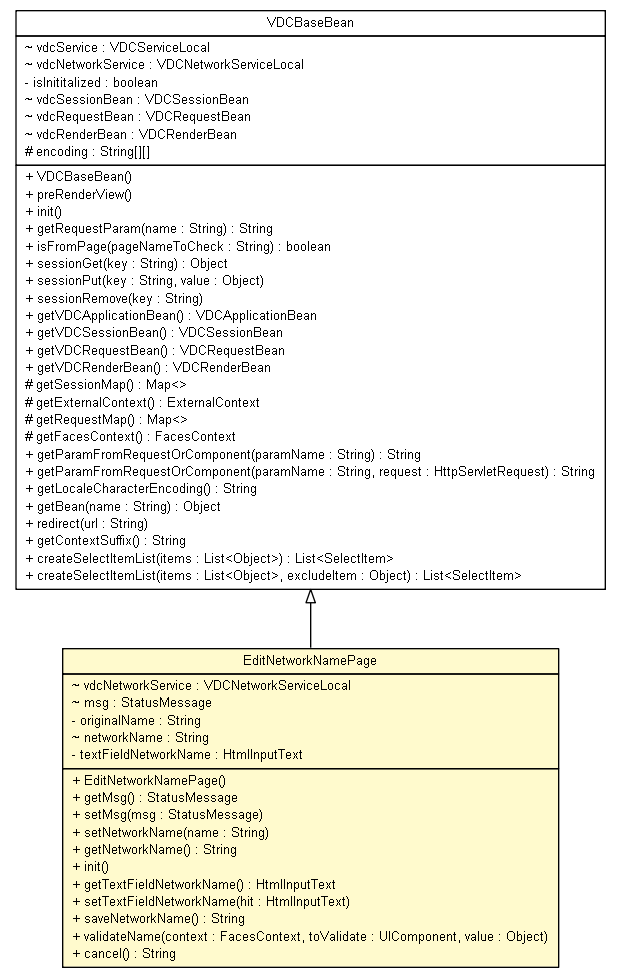 VDCBaseBean
~ vdcService : VDCServiceLocal
~ vdcNetworkService : VDCNetworkServiceLocal
- isInititalized : boolean
~ vdcSessionBean : VDCSessionBean
~ vdcRequestBean : VDCRequestBean
~ vdcRenderBean : VDCRenderBean
# encoding : String[][]
+ VDCBaseBean()
+ preRenderView()
+ init()
+ getRequestParam(name : String) : String
+ isFromPage(pageNameToCheck : String) : boolean
+ sessionGet(key : String) : Object
+ sessionPut(key : String, value : Object)
+ sessionRemove(key : String)
+ getVDCApplicationBean() : VDCApplicationBean
+ getVDCSessionBean() : VDCSessionBean
+ getVDCRequestBean() : VDCRequestBean
+ getVDCRenderBean() : VDCRenderBean
# getSessionMap() : Map<>
# getExternalContext() : ExternalContext
# getRequestMap() : Map<>
# getFacesContext() : FacesContext
+ getParamFromRequestOrComponent(paramName : String) : String
+ getParamFromRequestOrComponent(paramName : String, request : HttpServletRequest) : String
+ getLocaleCharacterEncoding() : String
+ getBean(name : String) : Object
+ redirect(url : String)
+ getContextSuffix() : String
+ createSelectItemList(items : List<Object>) : List<SelectItem>
+ createSelectItemList(items : List<Object>, excludeItem : Object) : List<SelectItem>
EditNetworkNamePage
~ vdcNetworkService : VDCNetworkServiceLocal
~ msg : StatusMessage
- originalName : String
~ networkName : String
- textFieldNetworkName : HtmlInputText
+ EditNetworkNamePage()
+ getMsg() : StatusMessage
+ setMsg(msg : StatusMessage)
+ setNetworkName(name : String)
+ getNetworkName() : String
+ init()
+ getTextFieldNetworkName() : HtmlInputText
+ setTextFieldNetworkName(hit : HtmlInputText)
+ saveNetworkName() : String
+ validateName(context : FacesContext, toValidate : UIComponent, value : Object)
+ cancel() : String